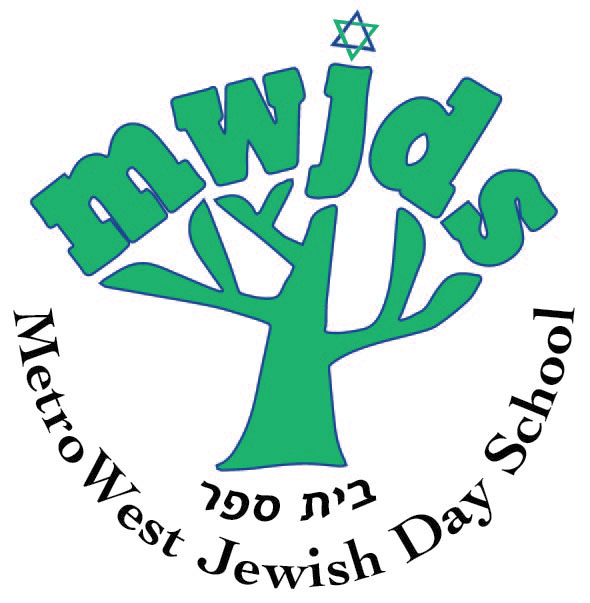 mwjds
בית ספר
MetroWest Jewish Day School